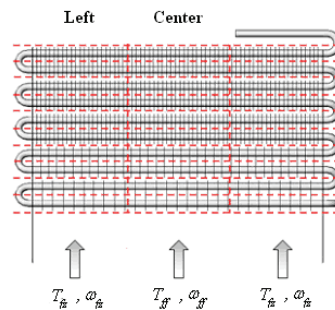 Left Center
T_fz , ω_fz T_ff , ω_ff T_fz , ω_fz